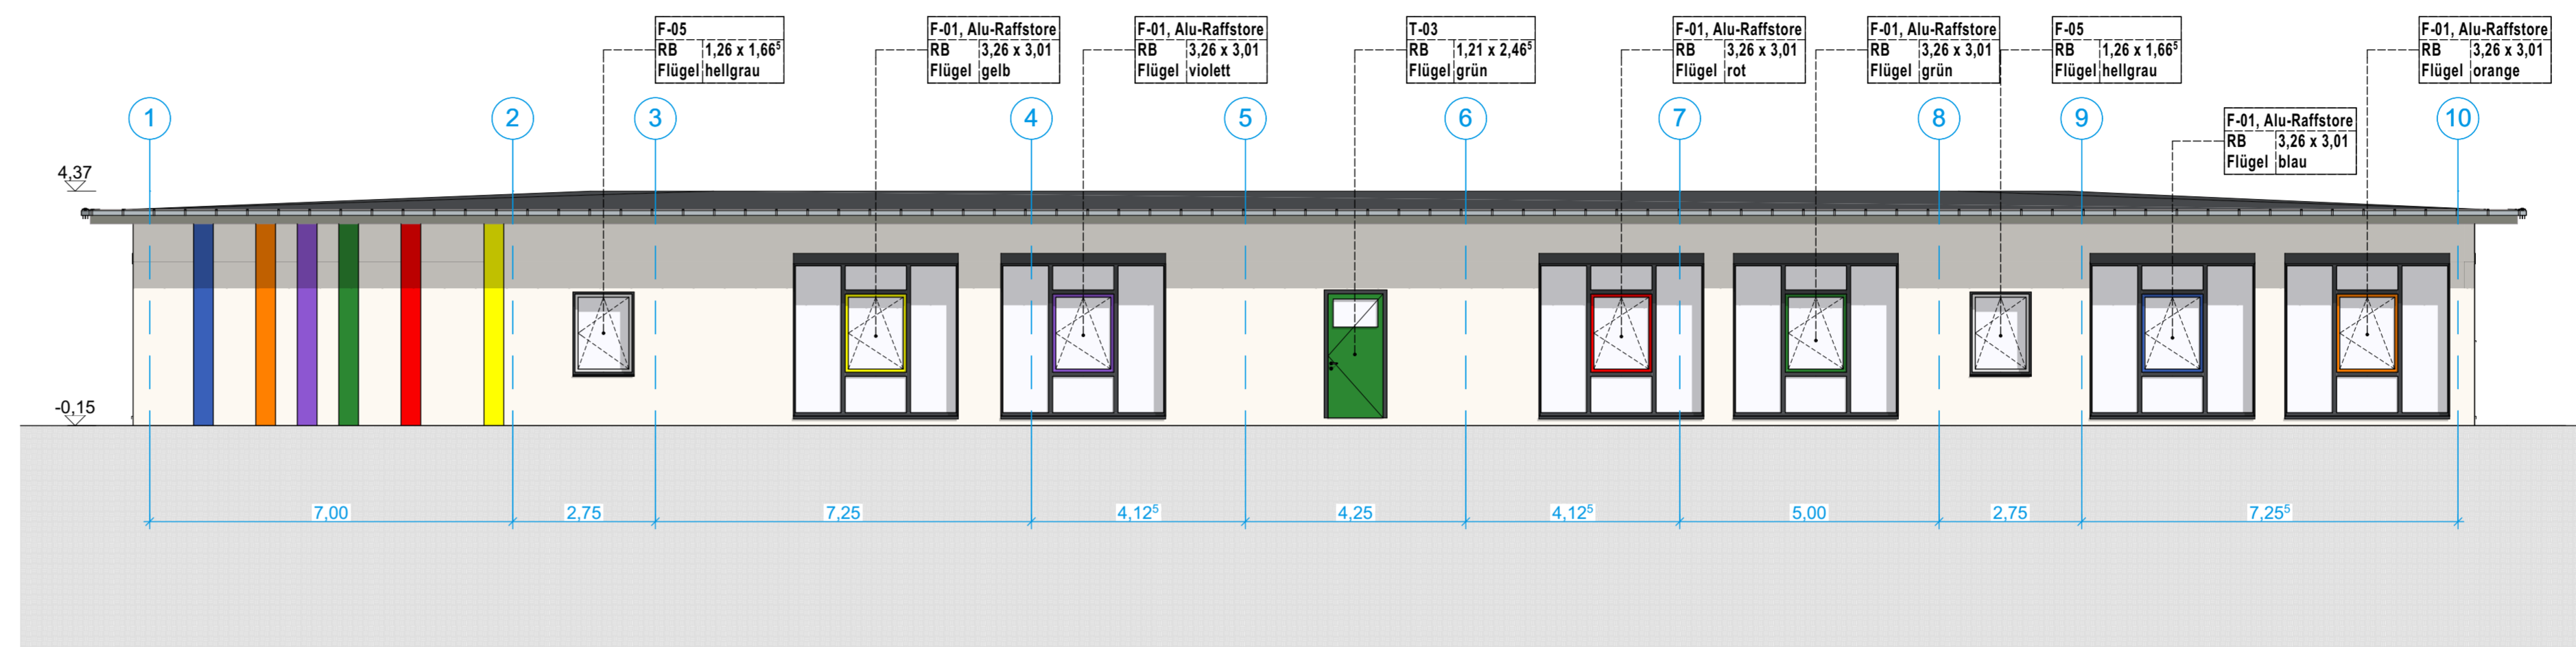 F-05
RB 1,26 x 1,66⁵
Flügel hellgrau
F-01, Alu-Raffstore
RB 3,26 x 3,01
Flügel gelb
F-01, Alu-Raffstore
RB 3,26 x 3,01
Flügel violett
T-03
RB 1,21 x 2,46⁵
Flügel grün
F-01, Alu-Raffstore
RB 3,26 x 3,01
Flügel rot
F-01, Alu-Raffstore
RB 3,26 x 3,01
Flügel grün
F-05
RB 1,26 x 1,66⁵
Flügel hellgrau
F-01, Alu-Raffstore
RB 3,26 x 3,01
Flügel orange
F-01, Alu-Raffstore
RB 3,26 x 3,01
Flügel blau
1 2 3 4 5 6 7 8 9 10
4,37
-0,15
7,00 2,75 7,25 4,12⁵ 4,25 4,12⁵ 5,00 2,75 7,25⁵